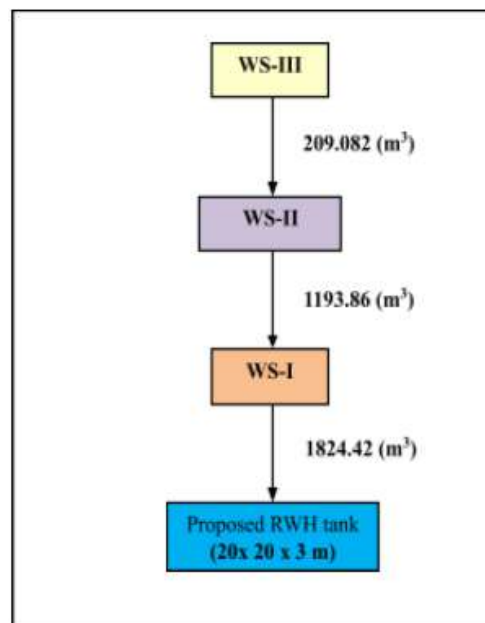 WS-III
209.082 (m³)
WS-II
1193.86 (m³)
WS-I
1824.42 (m³)
Proposed RWH tank
(20x 20 x 3 m)